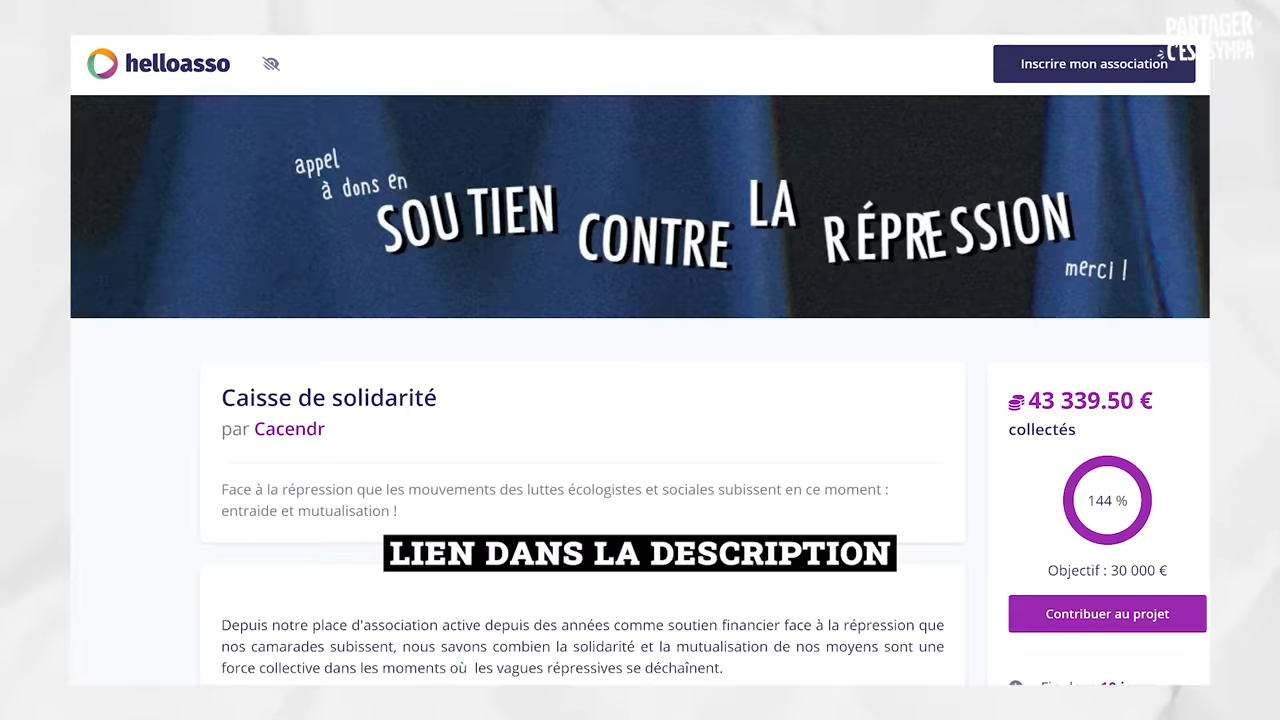 PARTAGER
C'EST SYMPA
helloasso
Inscrire mon association
appel
à dons en
SOUTIEN CONTRE LA RÉPRESSION
merci !
Caisse de solidarité
par Cacendr
Face à la répression que les mouvements des luttes écologistes et sociales subissent en ce moment :
entraide et mutualisation !
43 339.50 €
collectés
144 %
Objectif : 30 000 €
Contribuer au projet
LIEN DANS LA DESCRIPTION
Depuis notre place d'association active depuis des années comme soutien financier face à la répression que
nos camarades subissent, nous savons combien la solidarité et la mutualisation de nos moyens sont une
force collective dans les moments où les vagues répressives se déchaînent.